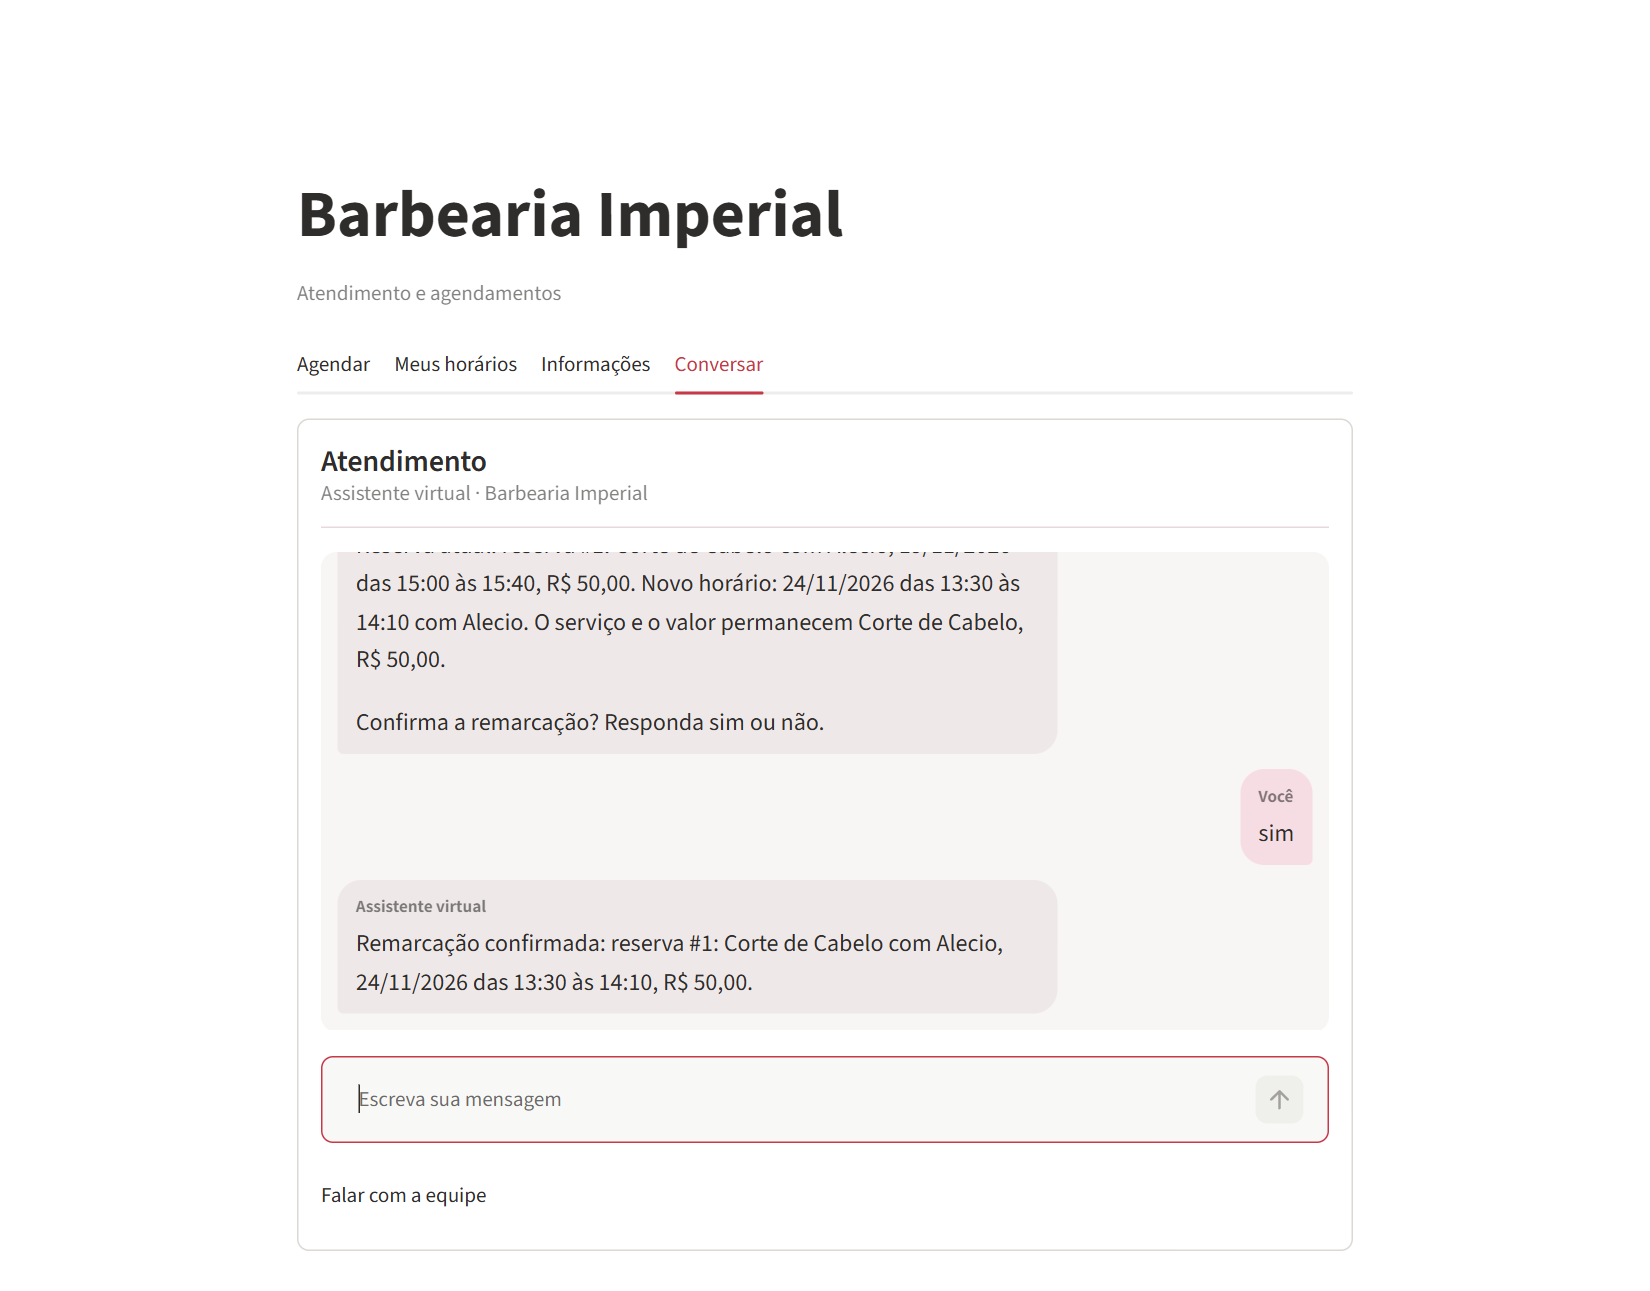 Barbearia Imperial
Atendimento e agendamentos
Agendar Meus horários Informações Conversar
Atendimento
Assistente virtual · Barbearia Imperial
das 15:00 às 15:40, R$ 50,00. Novo horário: 24/11/2026 das 13:30 às
14:10 com Alecio. O serviço e o valor permanecem Corte de Cabelo,
R$ 50,00.
Confirma a remarcação? Responda sim ou não.
Você
sim
Assistente virtual
Remarcação confirmada: reserva #1: Corte de Cabelo com Alecio,
24/11/2026 das 13:30 às 14:10, R$ 50,00.
Escreva sua mensagem
Falar com a equipe